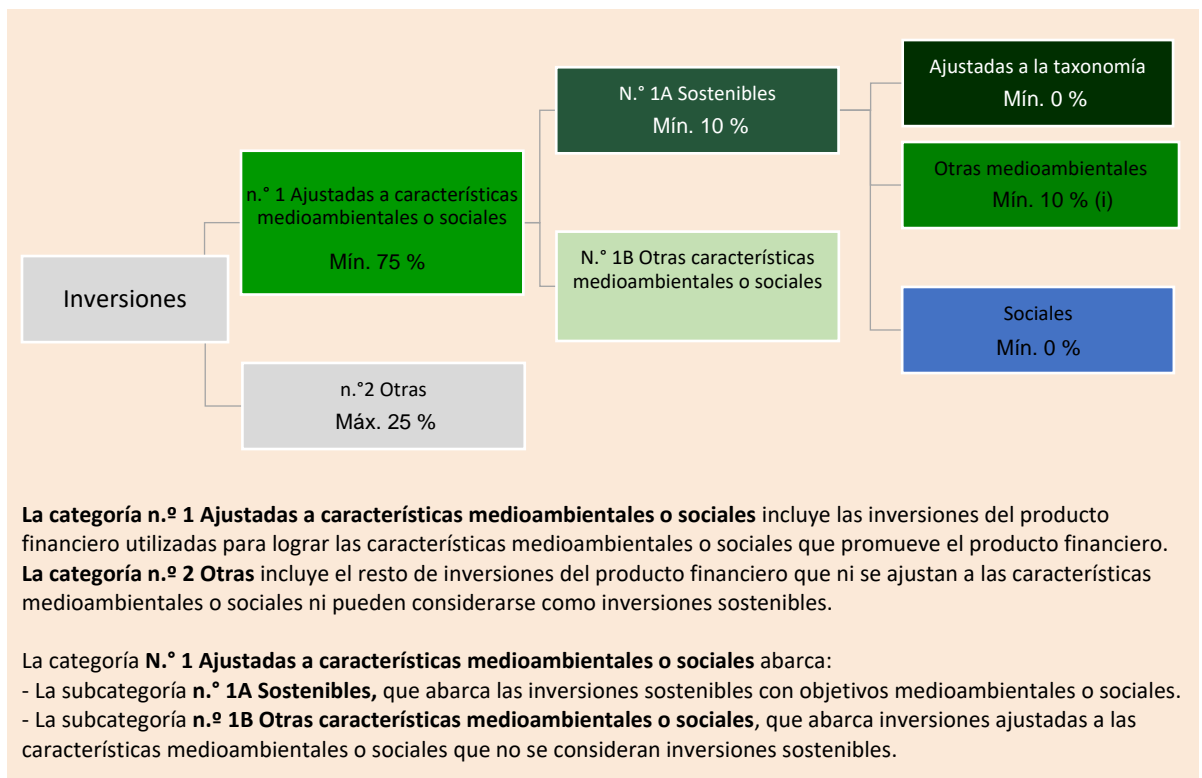 Inversiones
n.° 1 Ajustadas a características
medioambientales o sociales
Mín. 75 %
n.°2 Otras
Máx. 25 %
N.° 1A Sostenibles
Mín. 10 %
N.° 1B Otras características
medioambientales o sociales
Ajustadas a la taxonomía
Mín. 0 %
Otras medioambientales
Mín. 10 % (i)
Sociales
Mín. 0 %
La categoría n.º 1 Ajustadas a características medioambientales o sociales incluye las inversiones del producto
financiero utilizadas para lograr las características medioambientales o sociales que promueve el producto financiero.
La categoría n.º 2 Otras incluye el resto de inversiones del producto financiero que ni se ajustan a las características
medioambientales o sociales ni pueden considerarse como inversiones sostenibles.
La categoría N.° 1 Ajustadas a características medioambientales o sociales abarca:
- La subcategoría n.° 1A Sostenibles, que abarca las inversiones sostenibles con objetivos medioambientales o sociales.
- La subcategoría n.º 1B Otras características medioambientales o sociales, que abarca inversiones ajustadas a las
características medioambientales o sociales que no se consideran inversiones sostenibles.